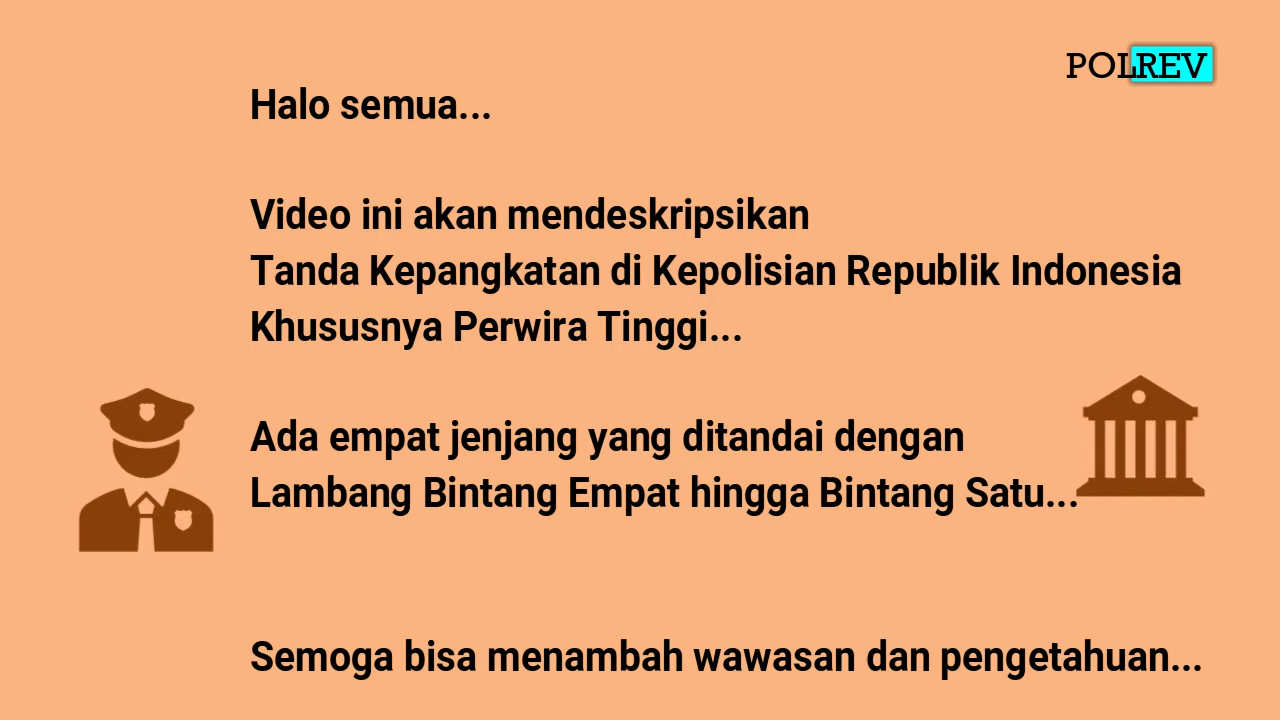 POLREV
Halo semua...
Video ini akan mendeskripsikan
Tanda Kepangkatan di Kepolisian Republik Indonesia
Khususnya Perwira Tinggi...
Ada empat jenjang yang ditandai dengan
Lambang Bintang Empat hingga Bintang Satu...
Semoga bisa menambah wawasan dan pengetahuan...